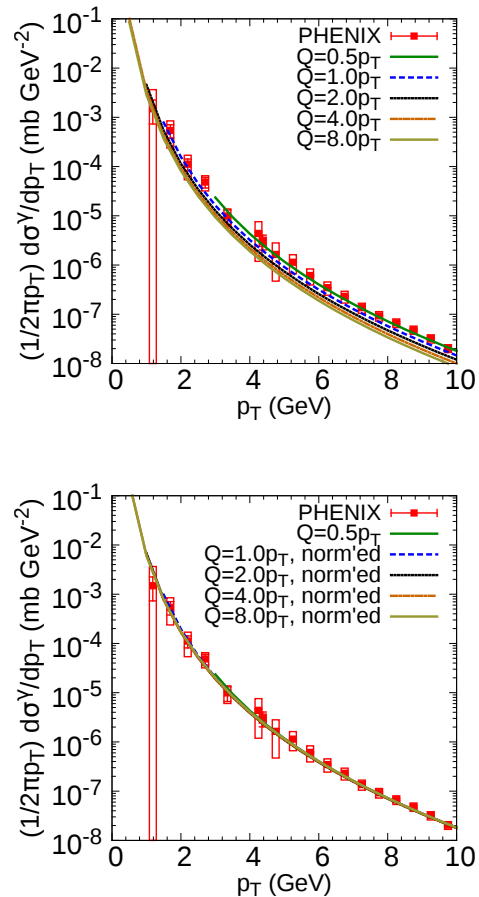 10⁻¹
10⁻²
10⁻³
10⁻⁴
10⁻⁵
10⁻⁶
10⁻⁷
10⁻⁸
(1/2πp_T) dσ^γ/dp_T (mb GeV⁻²)
PHENIX
Q=0.5p_T
Q=1.0p_T
Q=2.0p_T
Q=4.0p_T
Q=8.0p_T
0 2 4 6 8 10
p_T (GeV)
10⁻¹
10⁻²
10⁻³
10⁻⁴
10⁻⁵
10⁻⁶
10⁻⁷
10⁻⁸
(1/2πp_T) dσ^γ/dp_T (mb GeV⁻²)
PHENIX
Q=0.5p_T
Q=1.0p_T, norm'ed
Q=2.0p_T, norm'ed
Q=4.0p_T, norm'ed
Q=8.0p_T, norm'ed
0 2 4 6 8 10
p_T (GeV)